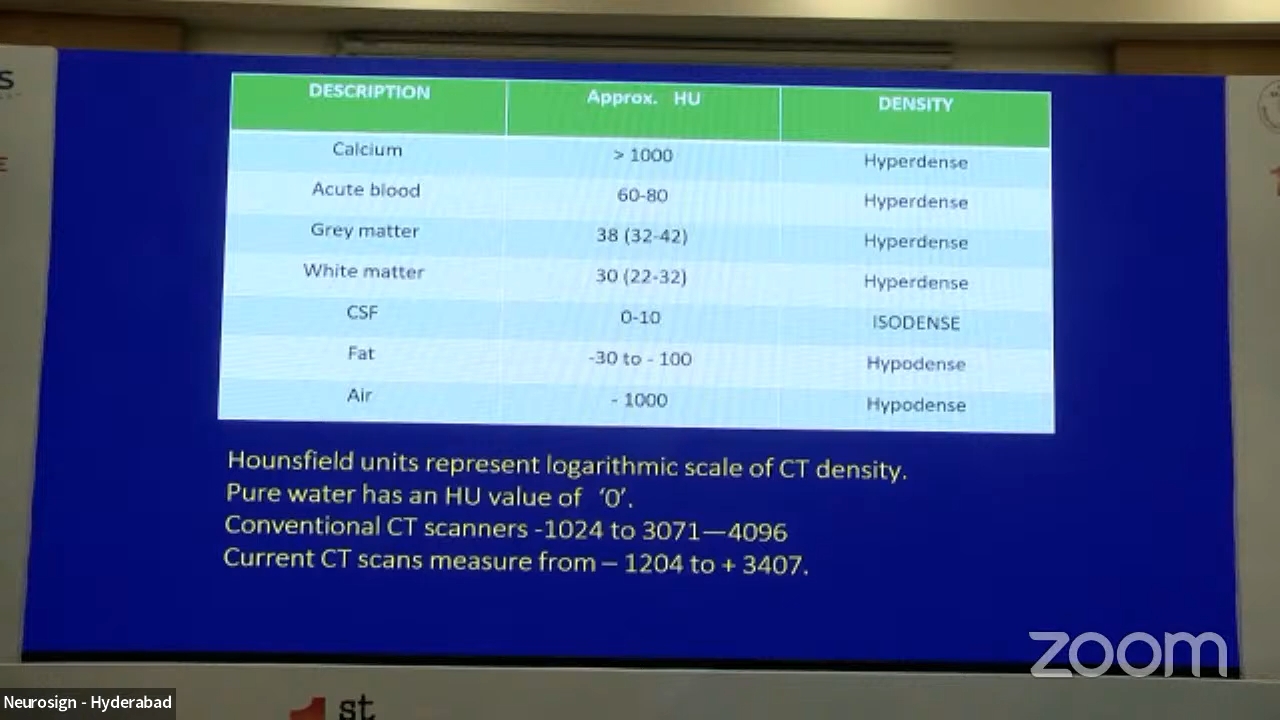 S
E
DESCRIPTION Approx. HU DENSITY
Calcium > 1000 Hyperdense
Acute blood 60-80 Hyperdense
Grey matter 38 (32-42) Hyperdense
White matter 30 (22-32) Hyperdense
CSF 0-10 ISODENSE
Fat -30 to - 100 Hypodense
Air - 1000 Hypodense
Hounsfield units represent logarithmic scale of CT density.
Pure water has an HU value of ‘0’.
Conventional CT scanners -1024 to 3071—4096
Current CT scans measure from – 1204 to + 3407.
zoom
Neurosign - Hyderabad
1st